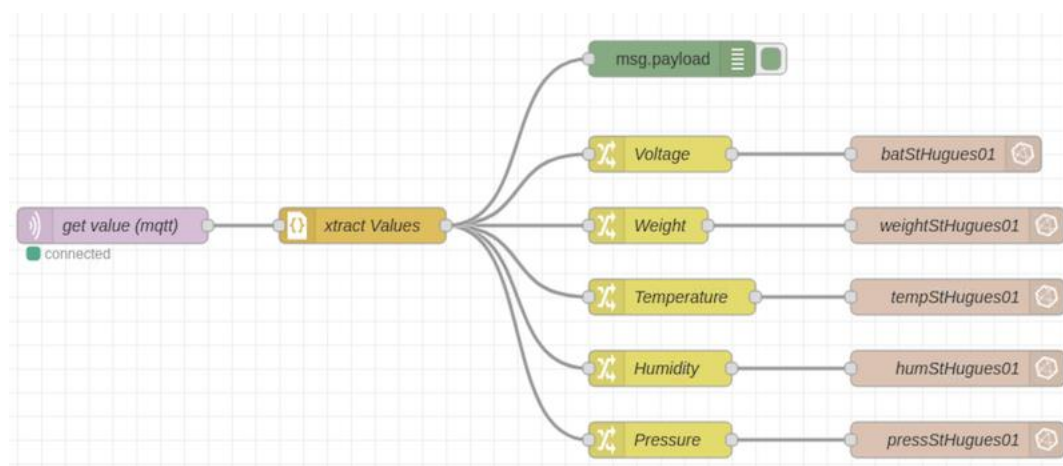 msg.payload
Voltage
batStHugues01
get value (mqtt)
xtract Values
Weight
weightStHugues01
connected
Temperature
tempStHugues01
Humidity
humStHugues01
Pressure
pressStHugues01